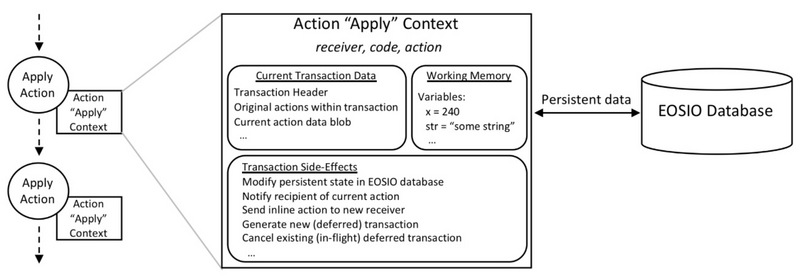 Apply
Action
Action
“Apply”
Context
Apply
Action
Action
“Apply”
Context
Action “Apply” Context
receiver, code, action
Current Transaction Data
Transaction Header
Original actions within transaction
Current action data blob
...
Working Memory
Variables:
x = 240
str = “some string”
...
Transaction Side-Effects
Modify persistent state in EOSIO database
Notify recipient of current action
Send inline action to new receiver
Generate new (deferred) transaction
Cancel existing (in-flight) deferred transaction
...
Persistent data
EOSIO Database